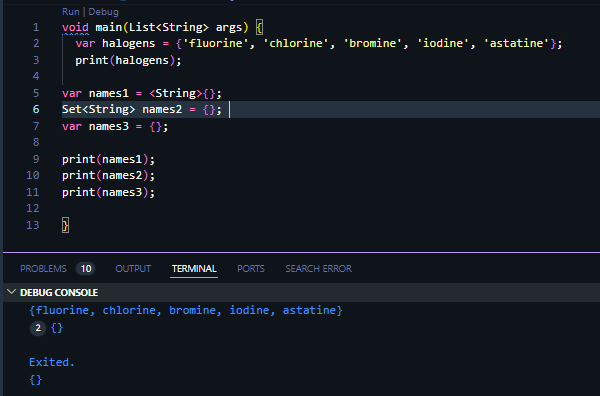 Run | Debug
1 void main(List<String> args) {
2 var halogens = {'fluorine', 'chlorine', 'bromine', 'iodine', 'astatine'};
3 print(halogens);
4
5 var names1 = <String>{};
6 Set<String> names2 = {};
7 var names3 = {};
8
9 print(names1);
10 print(names2);
11 print(names3);
12
13 }
PROBLEMS 10 OUTPUT TERMINAL PORTS SEARCH ERROR
DEBUG CONSOLE
{fluorine, chlorine, bromine, iodine, astatine}
2 {}
Exited.
{}